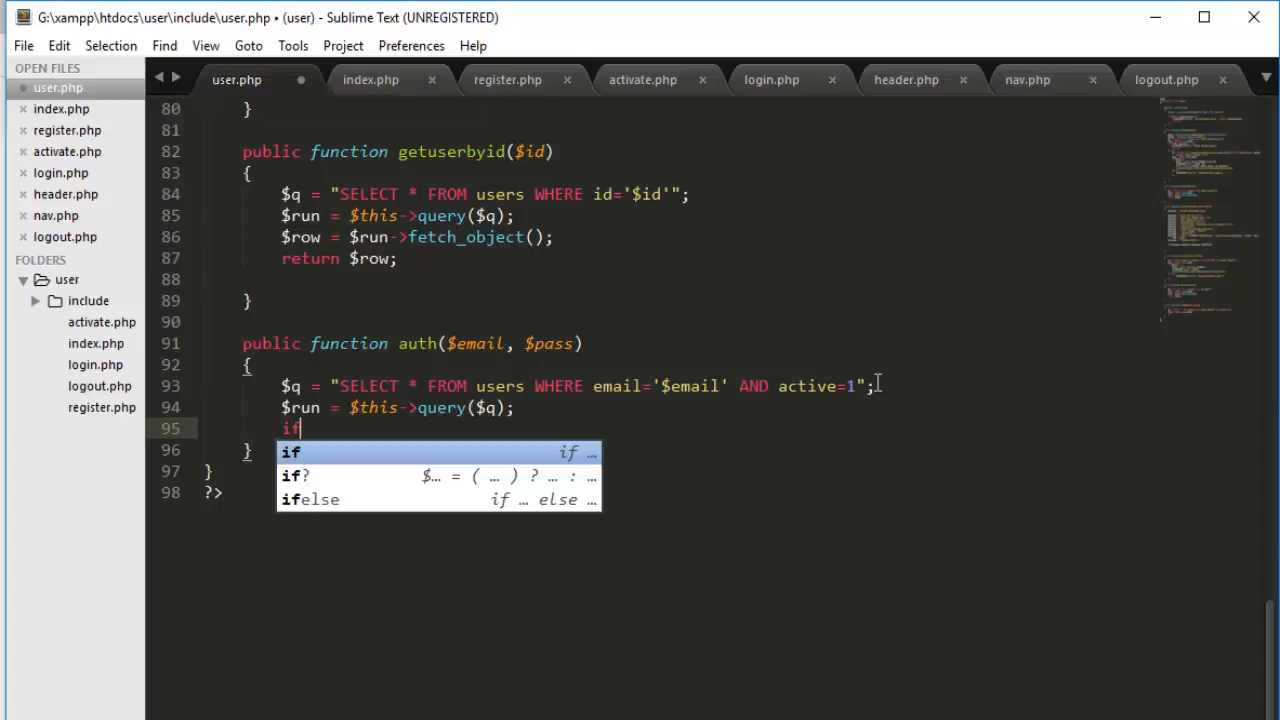 G:\xampp\htdocs\user\include\user.php • (user) - Sublime Text (UNREGISTERED)
File Edit Selection Find View Goto Tools Project Preferences Help
OPEN FILES
user.php
index.php
register.php
activate.php
login.php
header.php
nav.php
logout.php
FOLDERS
user
include
activate.php
index.php
login.php
logout.php
register.php
user.php index.php register.php activate.php login.php header.php nav.php logout.php
80 }
81
82 public function getuserbyid($id)
83 {
84 $q = "SELECT * FROM users WHERE id='$id'";
85 $run = $this->query($q);
86 $row = $run->fetch_object();
87 return $row;
88
89 }
90
91 public function auth($email, $pass)
92 {
93 $q = "SELECT * FROM users WHERE email='$email' AND active=1";
94 $run = $this->query($q);
95 if
96 }
97 }
98 ?>
if if …
if? $… = ( … ) ? … : …
ifelse if … else …